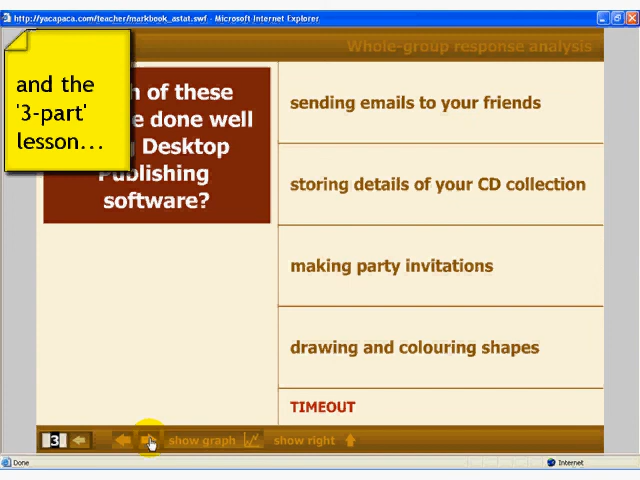 http://yacapaca.com/teacher/markbook_astat.swf - Microsoft Internet Explorer
Whole-group response analysis
and the
'3-part'
lesson...
h of these
e done well
Desktop
Publishing
software?
sending emails to your friends
storing details of your CD collection
making party invitations
drawing and colouring shapes
TIMEOUT
3
show graph
show right
Done
Internet